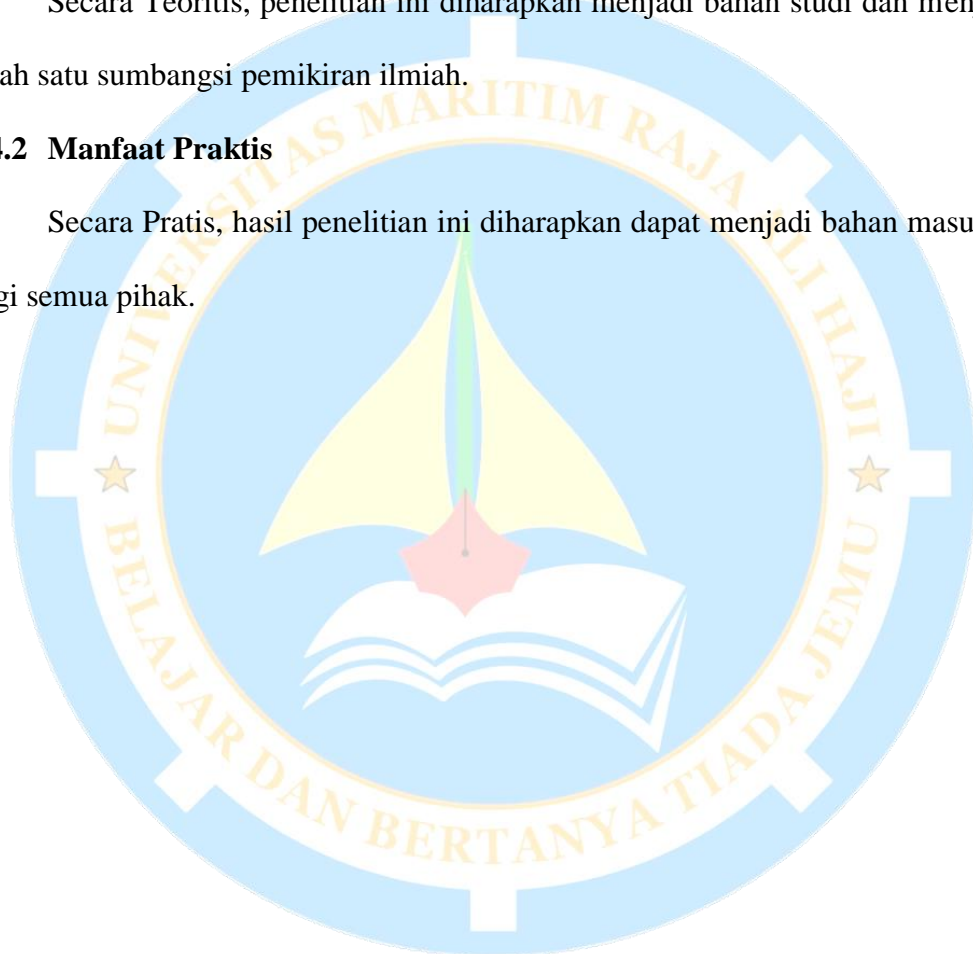 Secara Teoritis, penelitian ini diharapkan menjadi bahan studi dan menj
ah satu sumbangsi pemikiran ilmiah.
4.2 Manfaat Praktis
Secara Pratis, hasil penelitian ini diharapkan dapat menjadi bahan masu
gi semua pihak.
UNIVERSITAS MARITIM RAJA ALI HAJI
BELAJAR DAN BERTANYA TIADA JEMU